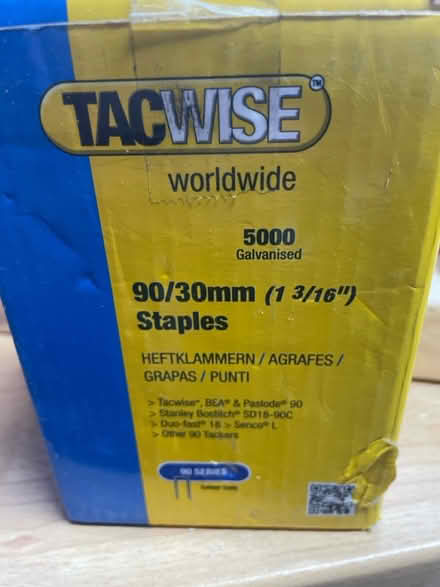 TACWISE™
worldwide
5000
Galvanised
90/30mm (1 3/16")
Staples
HEFTKLAMMERN / AGRAFES /
GRAPAS / PUNTI
> Tacwise™, BEA® & Paslode® 90
> Stanley Bostitch® SD18-90C
> Duo-fast® 18 > Senco® L
> Other 90 Tackers
90 SERIES